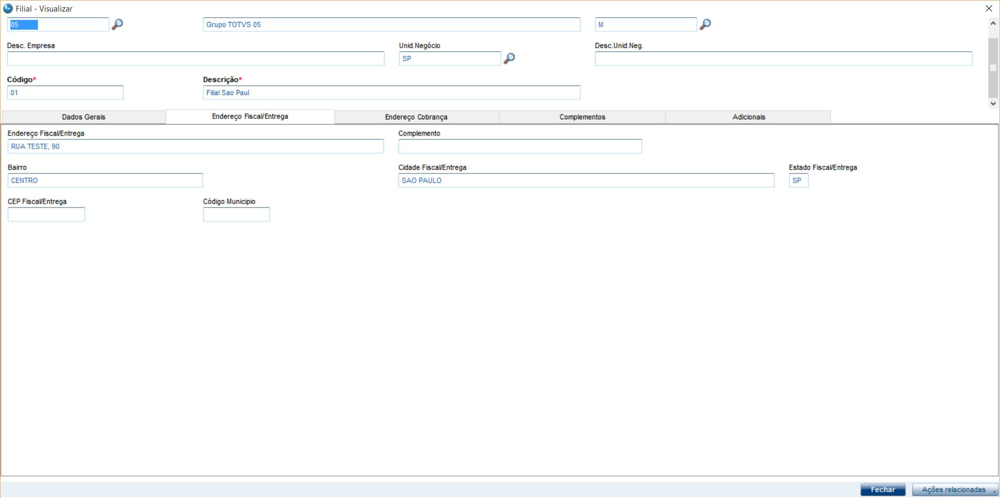 Filial - Visualizar
05 Grupo TOTVS 05 M
Desc. Empresa Unid.Negócio Desc.Unid.Neg.
SP
Código* Descrição*
01 Filial Sao Paul
Dados Gerais Endereço Fiscal/Entrega Endereço Cobrança Complementos Adicionais
Endereço Fiscal/Entrega Complemento
RUA TESTE, 90
Bairro Cidade Fiscal/Entrega Estado Fiscal/Entrega
CENTRO SAO PAULO SP
CEP Fiscal/Entrega Código Municipio
Fechar Ações relacionadas